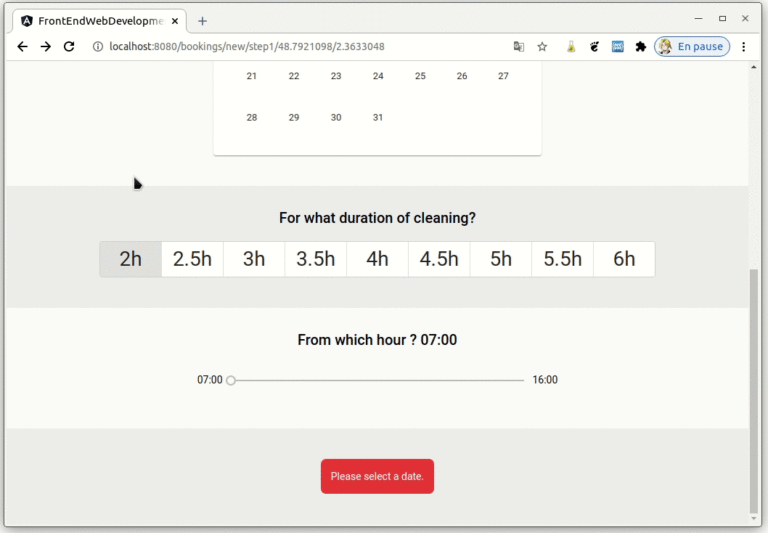 FrontEndWebDevelopme
localhost:8080/bookings/new/step1/48.7921098/2.3633048
En pause
21 22 23 24 25 26 27
28 29 30 31
For what duration of cleaning?
2h 2.5h 3h 3.5h 4h 4.5h 5h 5.5h 6h
From which hour ? 07:00
07:00 16:00
Please select a date.